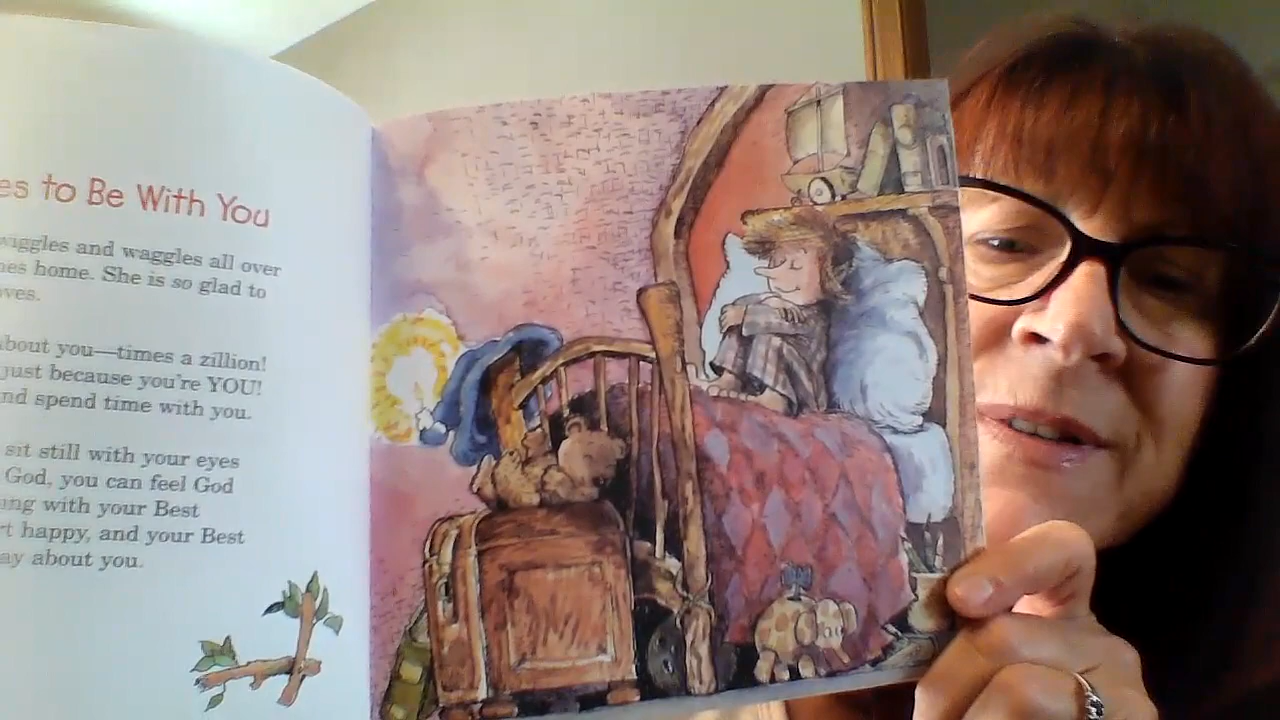 es to Be With You
wiggles and waggles all over
es home. She is so glad to
ves.
about you—times a zillion!
just because you're YOU!
nd spend time with you.
sit still with your eyes
God, you can feel God
ng with your Best
rt happy, and your Best
ay about you.